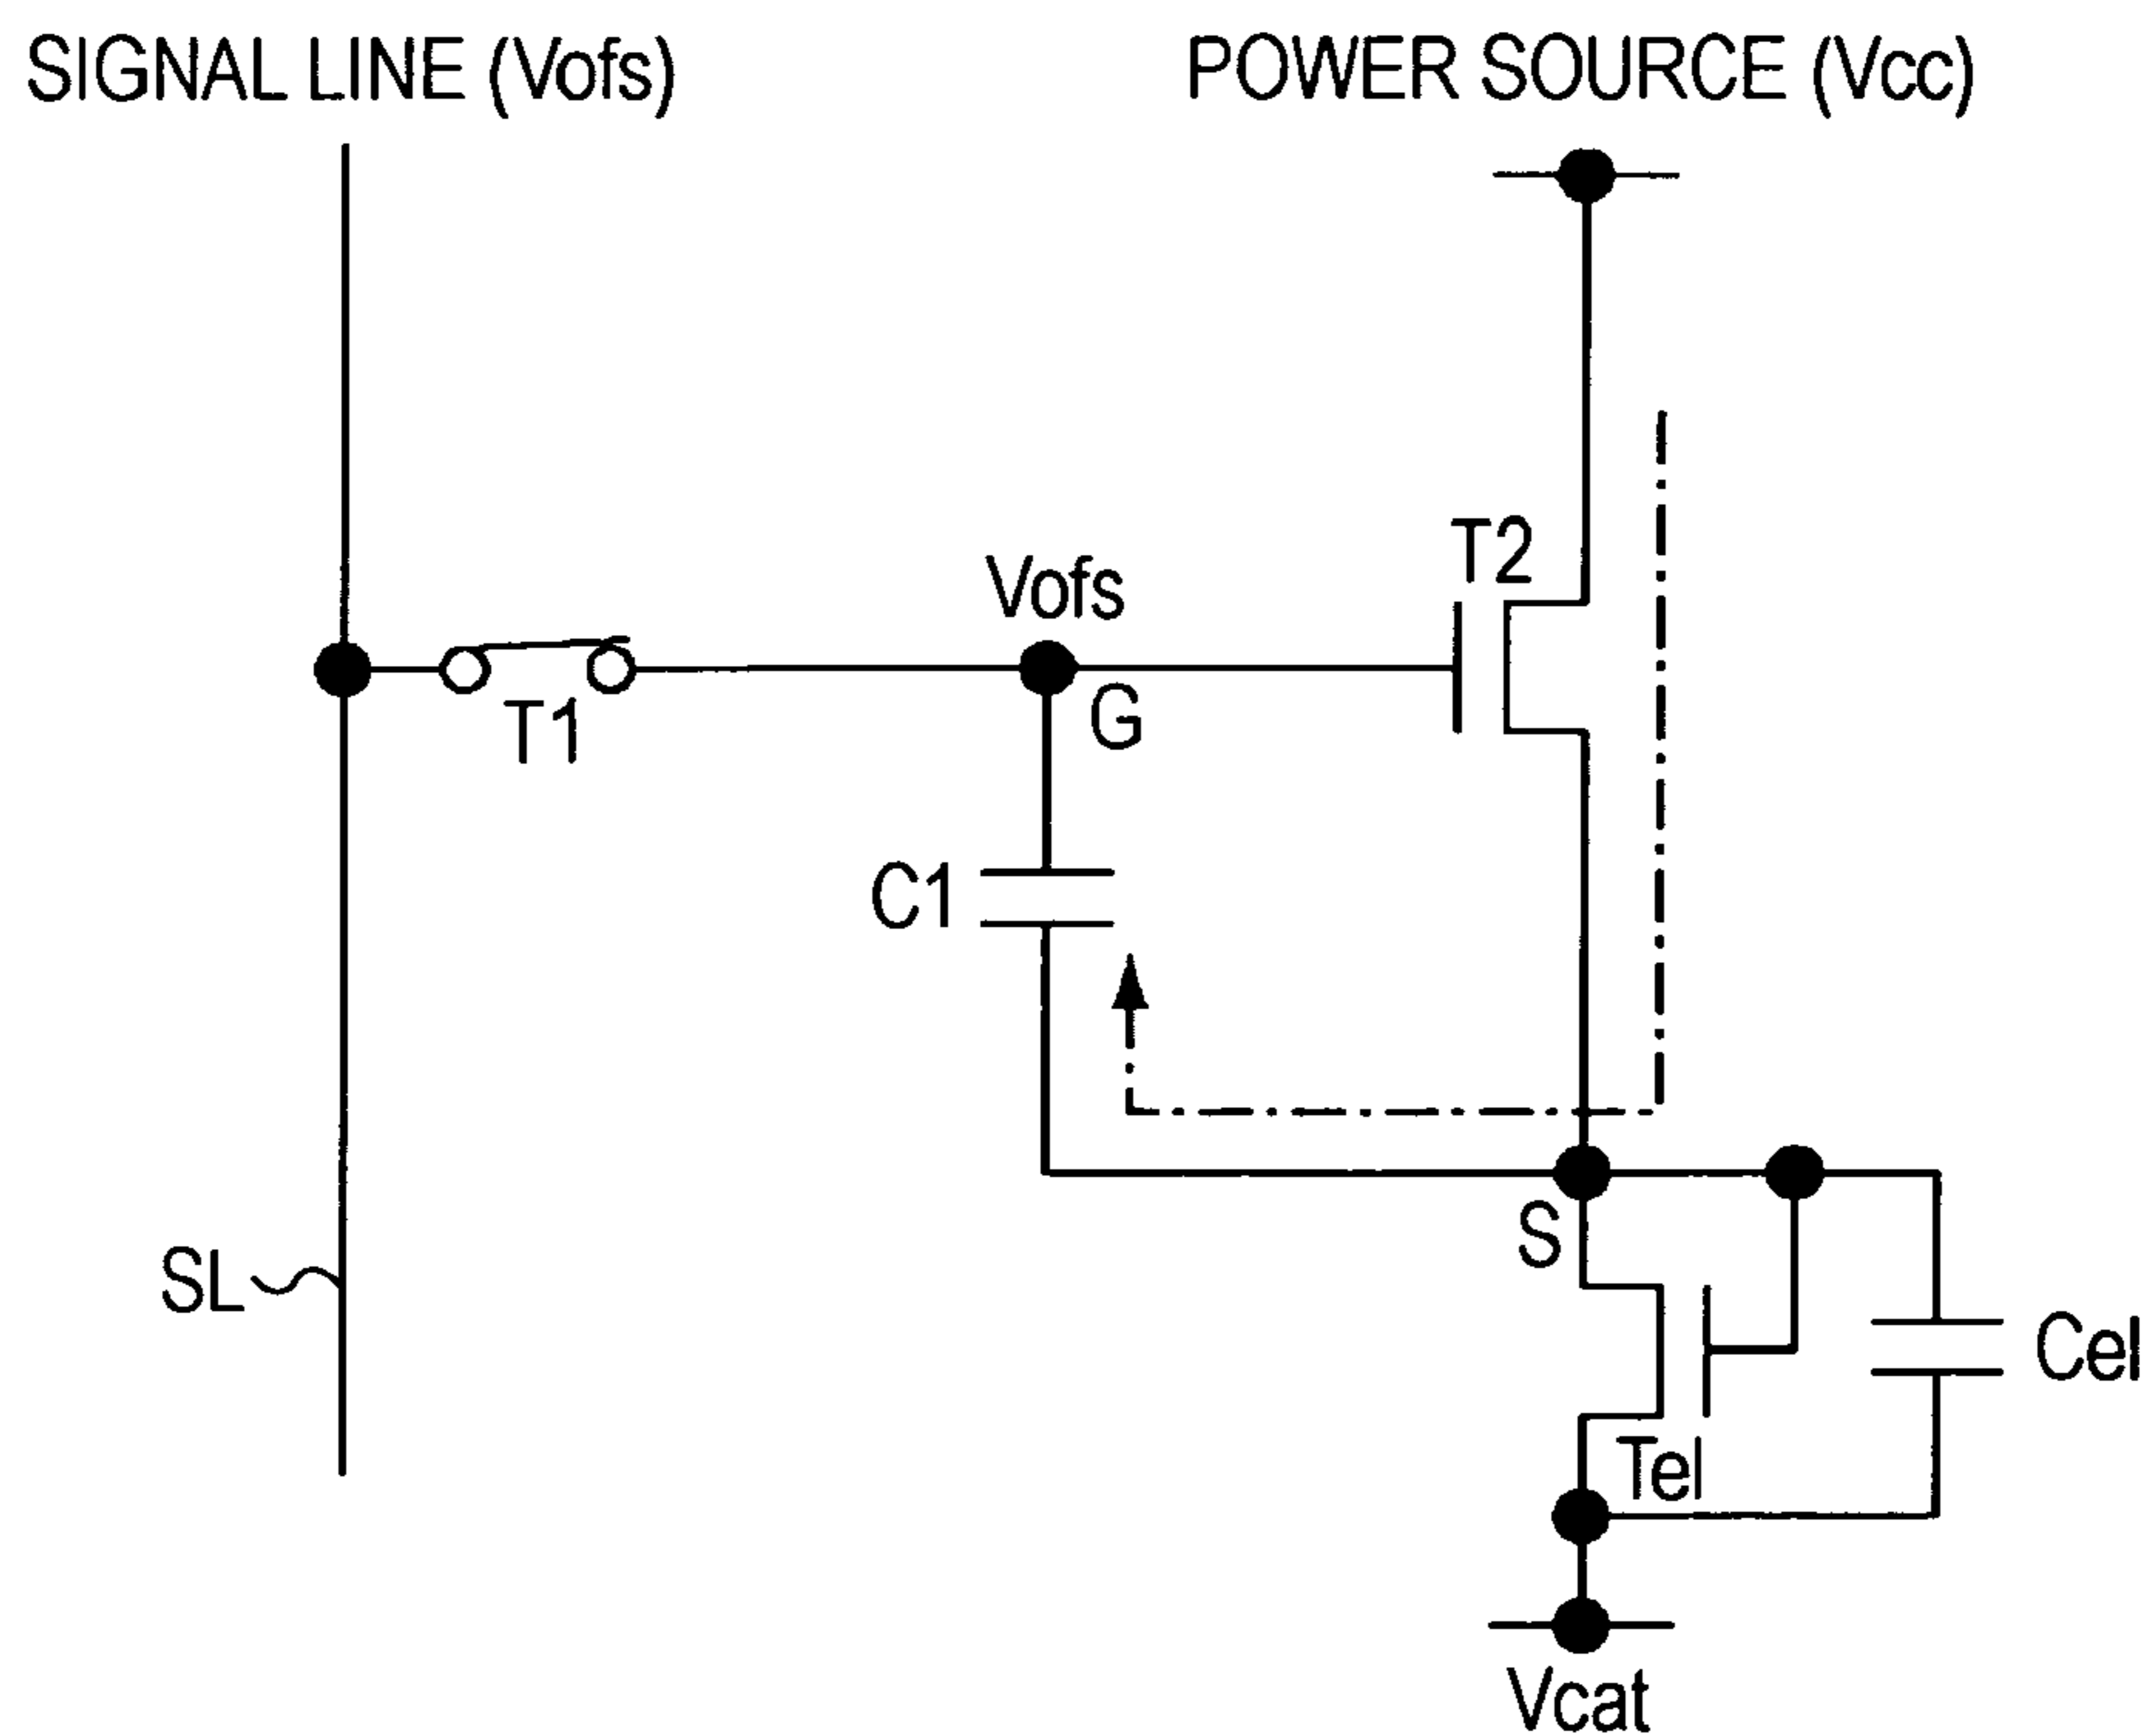 SIGNAL LINE (Vofs)
POWER SOURCE (Vcc)
T2
Vofs
G
T1
C1
S
SL
Cel
Tel
Vcat